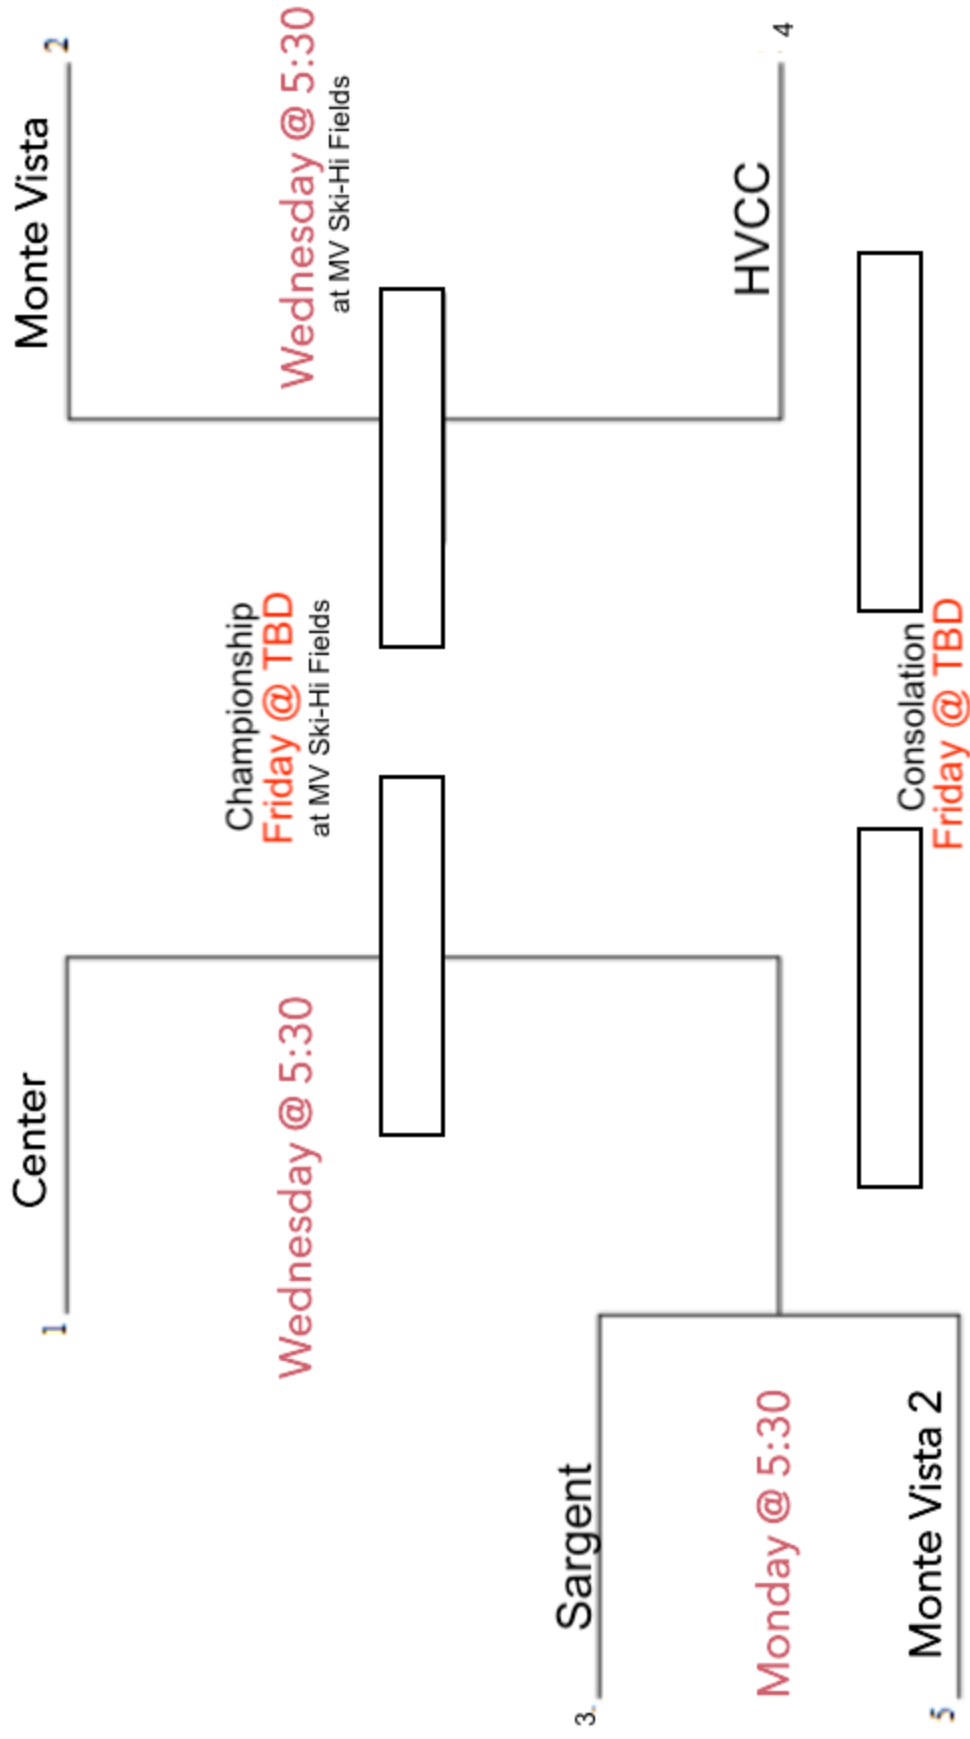 1
Center
Wednesday @ 5:30
3.
Sargent
Monday @ 5:30
Monte Vista 2
5
Championship
Friday @ TBD
at MV Ski-Hi Fields
Monte Vista
2
Wednesday @ 5:30
at MV Ski-Hi Fields
HVCC
4
Consolation
Friday @ TBD